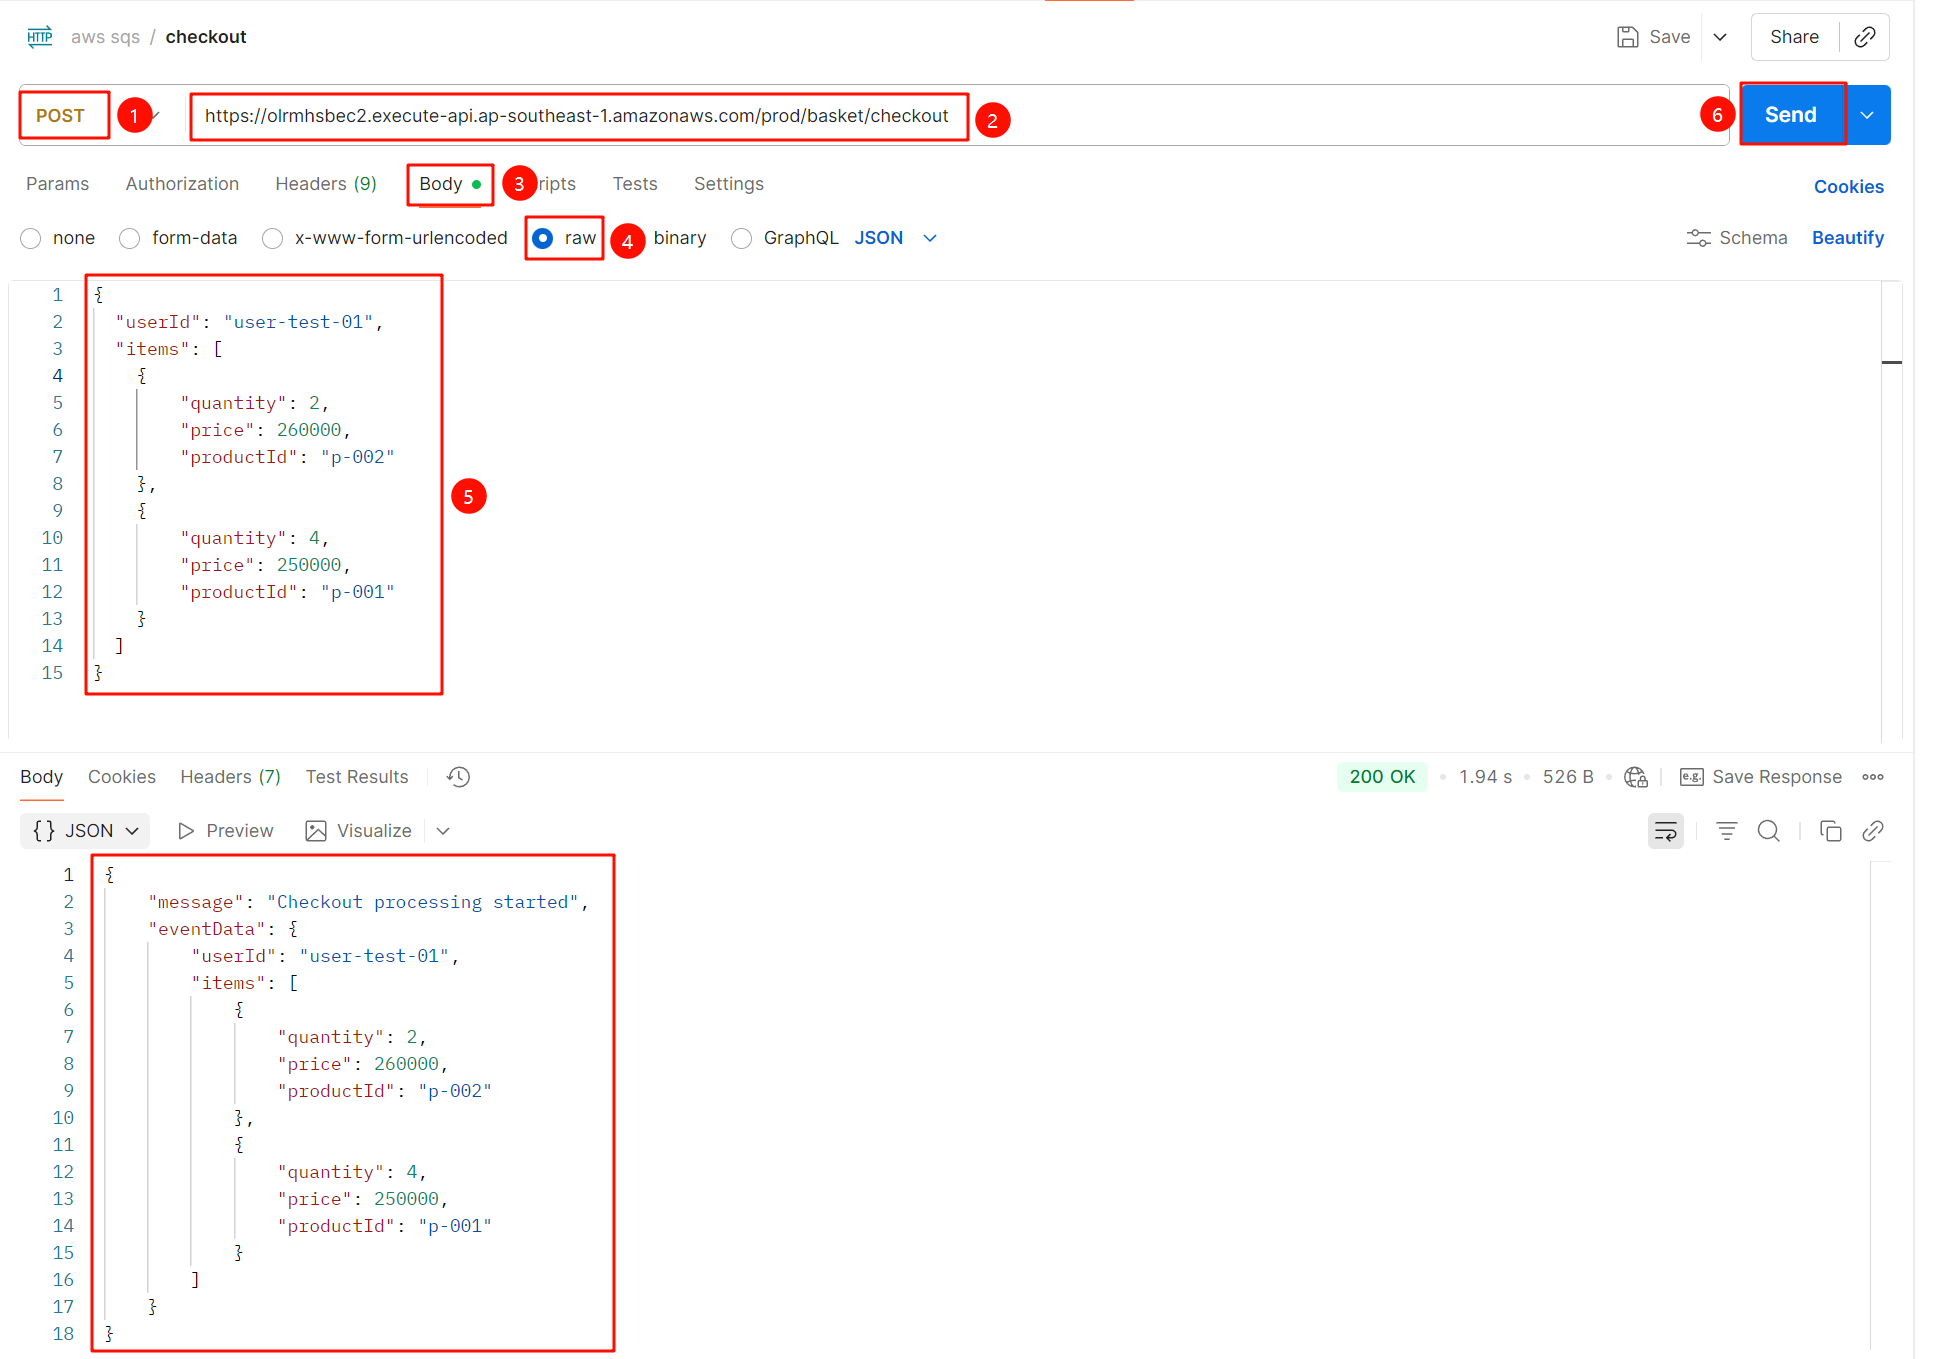 HTTP aws sqs / checkout Save Share
POST 1 https://olrmhsbec2.execute-api.ap-southeast-1.amazonaws.com/prod/basket/checkout 2 6 Send
Params Authorization Headers (9) Body 3 ripts Tests Settings Cookies
none form-data x-www-form-urlencoded raw 4 binary GraphQL JSON Schema Beautify
1 {
2 "userId": "user-test-01",
3 "items": [
4 {
5 "quantity": 2,
6 "price": 260000,
7 "productId": "p-002"
8 },
5
9 {
10 "quantity": 4,
11 "price": 250000,
12 "productId": "p-001"
13 }
14 ]
15 }
Body Cookies Headers (7) Test Results 200 OK 1.94 s 526 B e.g. Save Response
{} JSON Preview Visualize
1 {
2 "message": "Checkout processing started",
3 "eventData": {
4 "userId": "user-test-01",
5 "items": [
6 {
7 "quantity": 2,
8 "price": 260000,
9 "productId": "p-002"
10 },
11 {
12 "quantity": 4,
13 "price": 250000,
14 "productId": "p-001"
15 }
16 ]
17 }
18 }